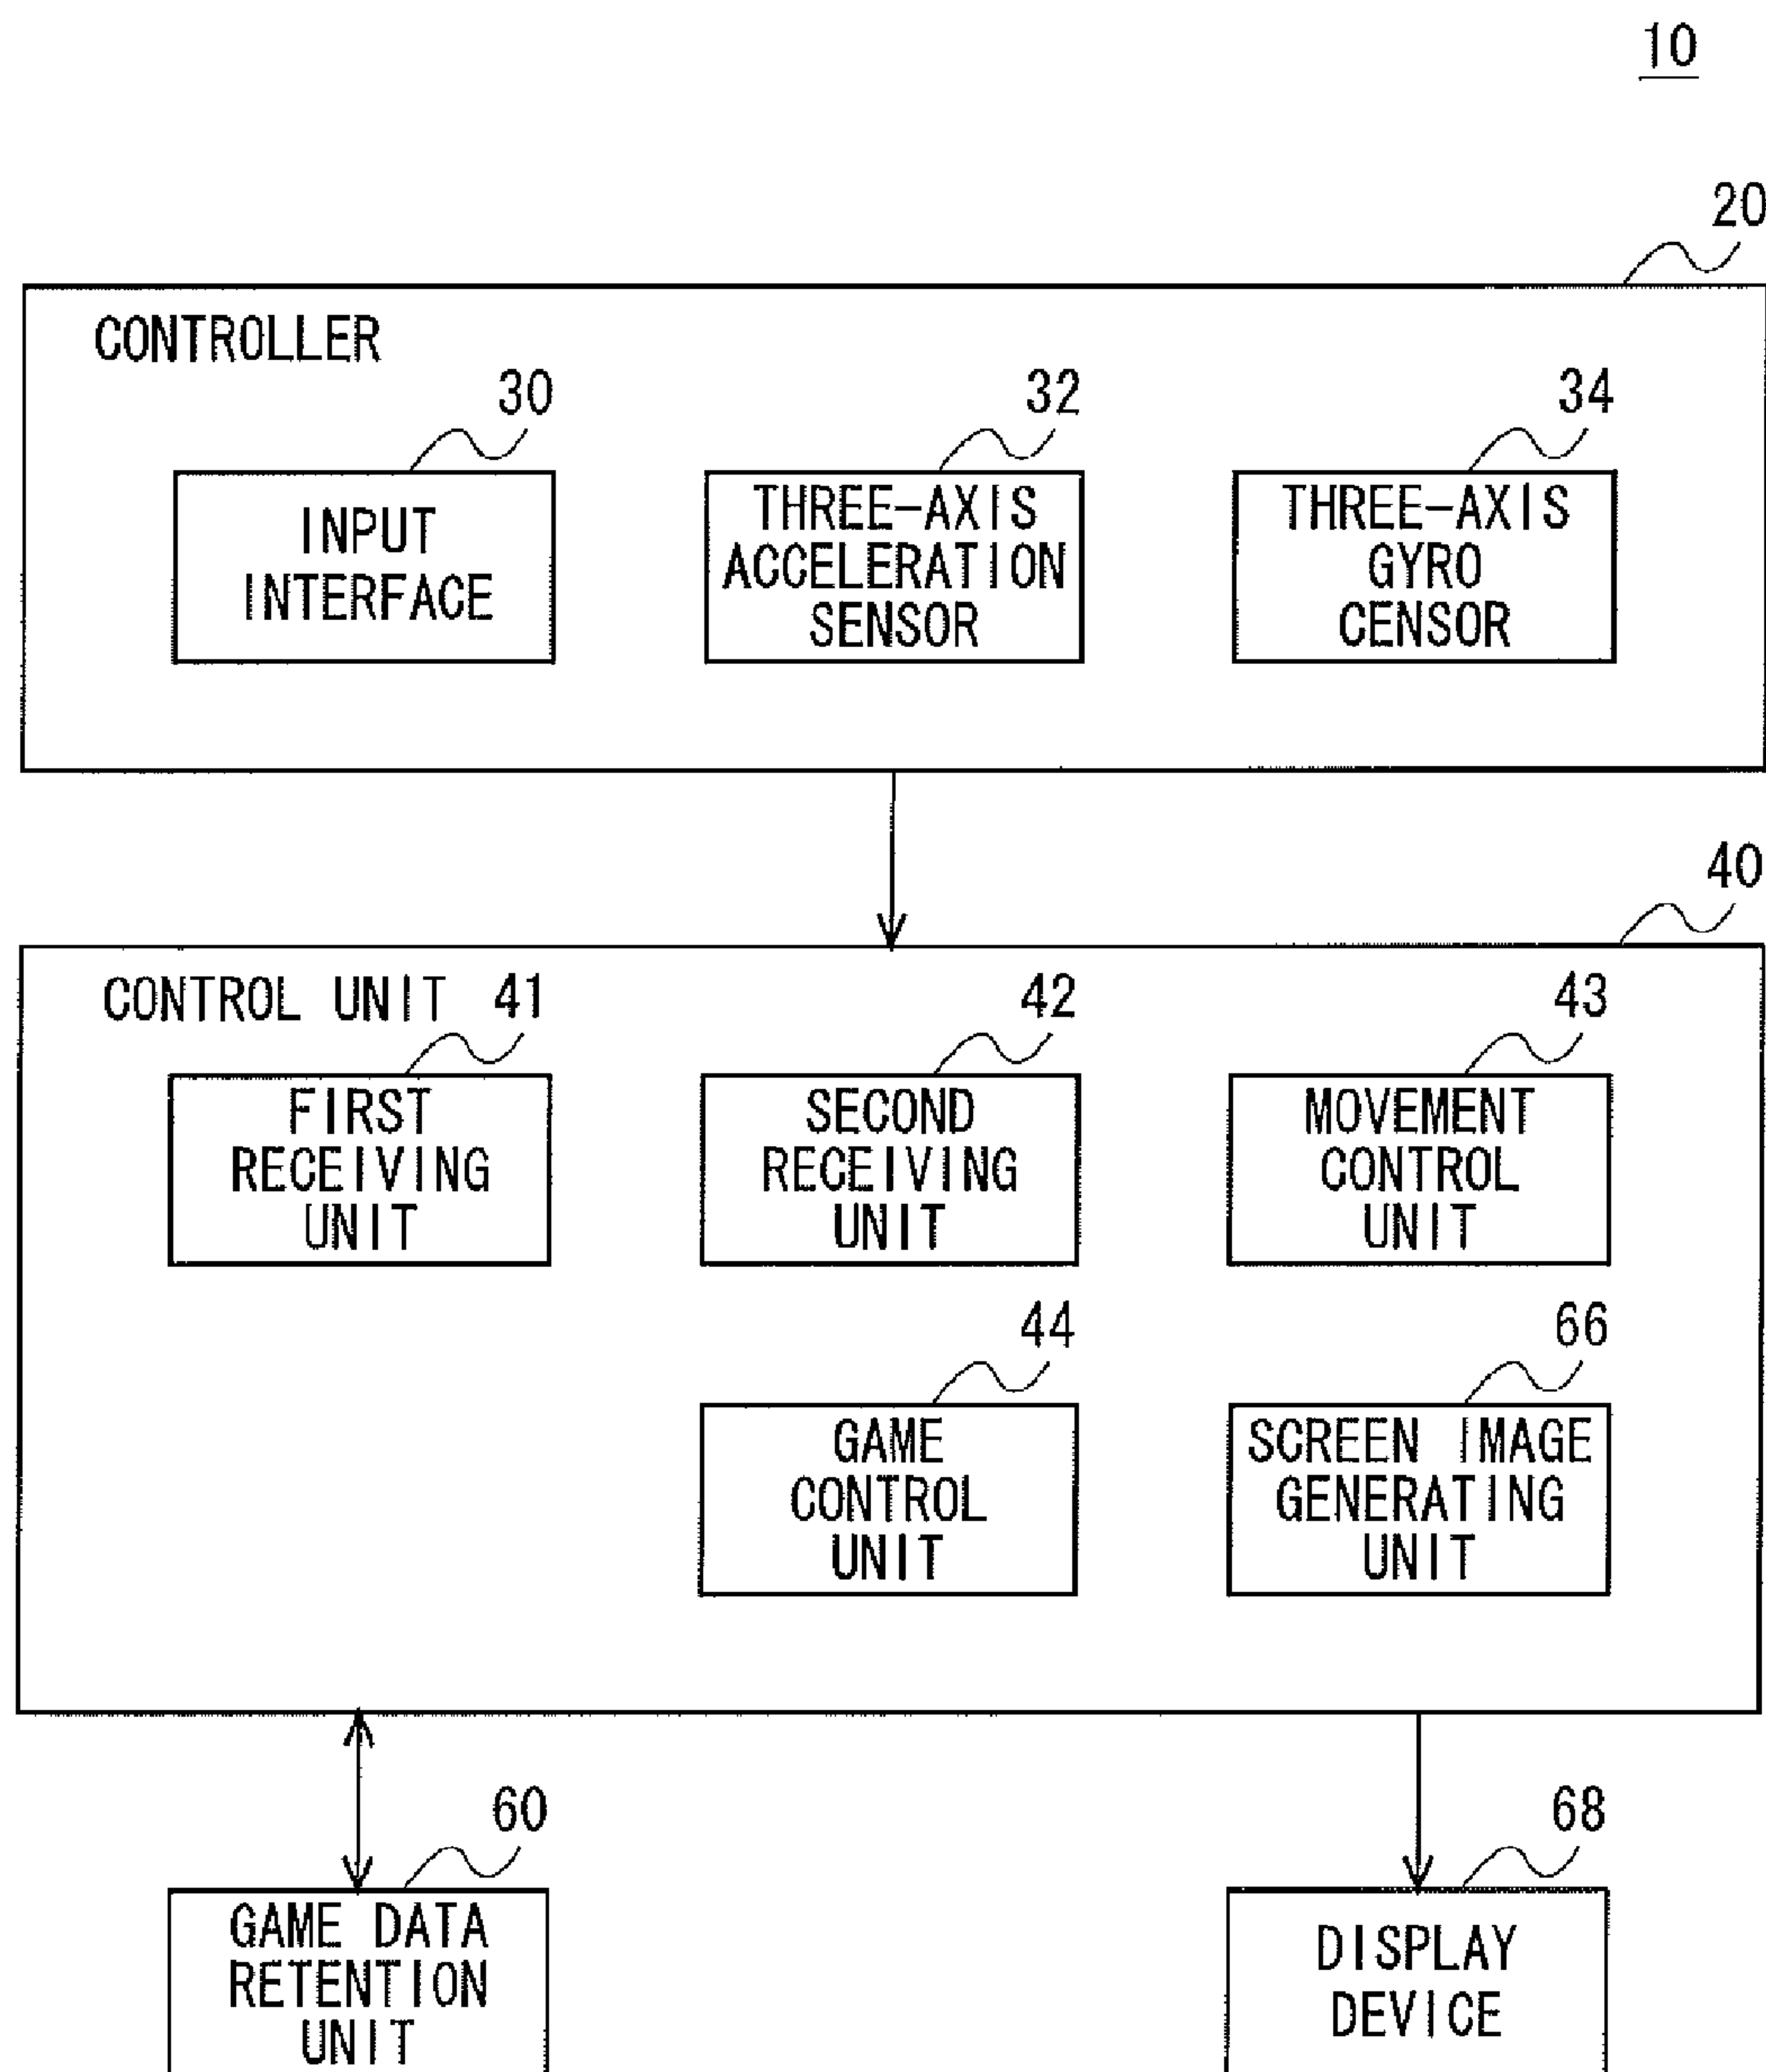 10
20
CONTROLLER
30
32
34
INPUT
INTERFACE
THREE-AXIS
ACCELERATION
SENSOR
THREE-AXIS
GYRO
CENSOR
40
CONTROL UNIT
41
42
43
FIRST
RECEIVING
UNIT
SECOND
RECEIVING
UNIT
MOVEMENT
CONTROL
UNIT
44
66
GAME
CONTROL
UNIT
SCREEN IMAGE
GENERATING
UNIT
60
68
GAME DATA
RETENTION
UNIT
DISPLAY
DEVICE